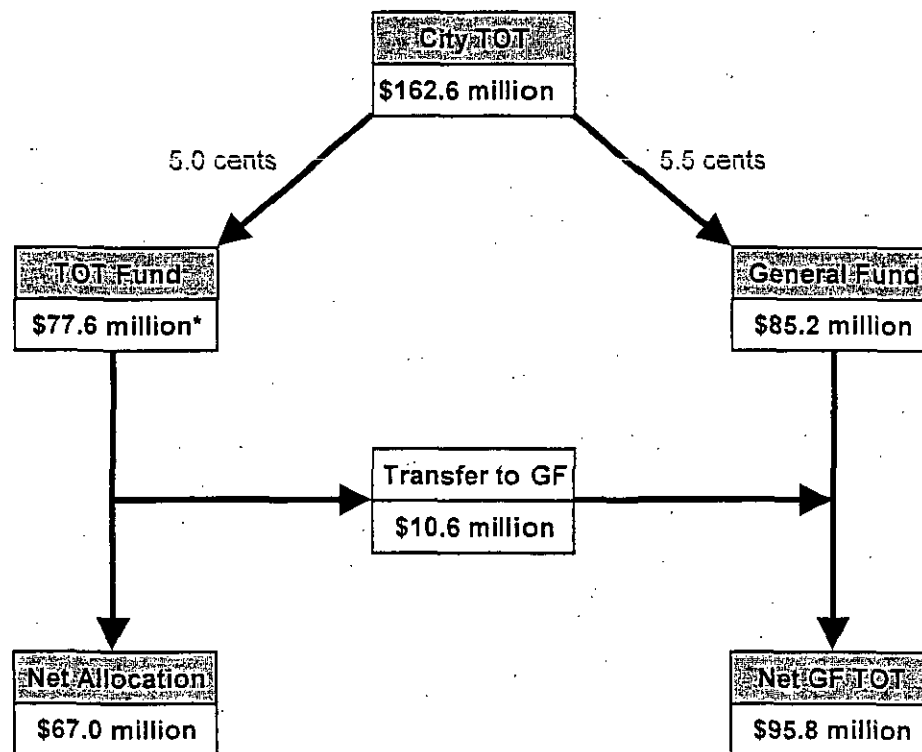 City TOT
$162.6 million
5.0 cents
5.5 cents
TOT Fund
$77.6 million*
General Fund
$85.2 million
Transfer to GF
$10.6 million
Net Allocation
$67.0 million
Net GF TOT
$95.8 million